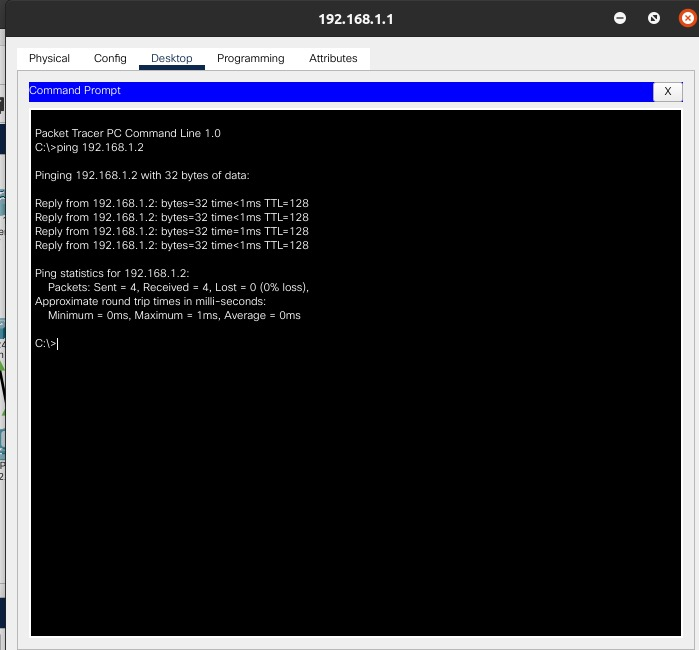 192.168.1.1
Physical Config Desktop Programming Attributes
Command Prompt X
Packet Tracer PC Command Line 1.0
C:\>ping 192.168.1.2
Pinging 192.168.1.2 with 32 bytes of data:
Reply from 192.168.1.2: bytes=32 time<1ms TTL=128
Reply from 192.168.1.2: bytes=32 time<1ms TTL=128
Reply from 192.168.1.2: bytes=32 time=1ms TTL=128
Reply from 192.168.1.2: bytes=32 time<1ms TTL=128
Ping statistics for 192.168.1.2:
Packets: Sent = 4, Received = 4, Lost = 0 (0% loss),
Approximate round trip times in milli-seconds:
Minimum = 0ms, Maximum = 1ms, Average = 0ms
C:\>